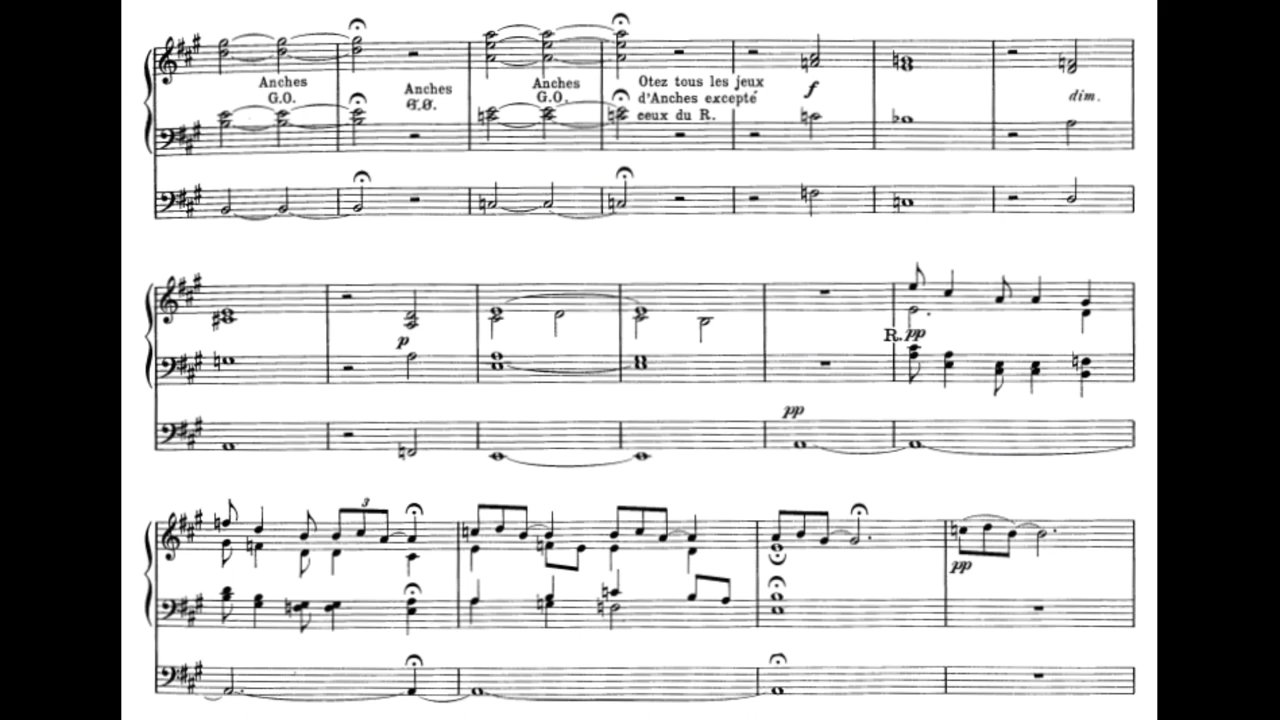 Anches
G.O.
Anches
G.O.
Anches
G.O.
Otez tous les jeux
d'Anches excepté
ceux du R.
f
dim.
p
R. pp
pp
3
pp